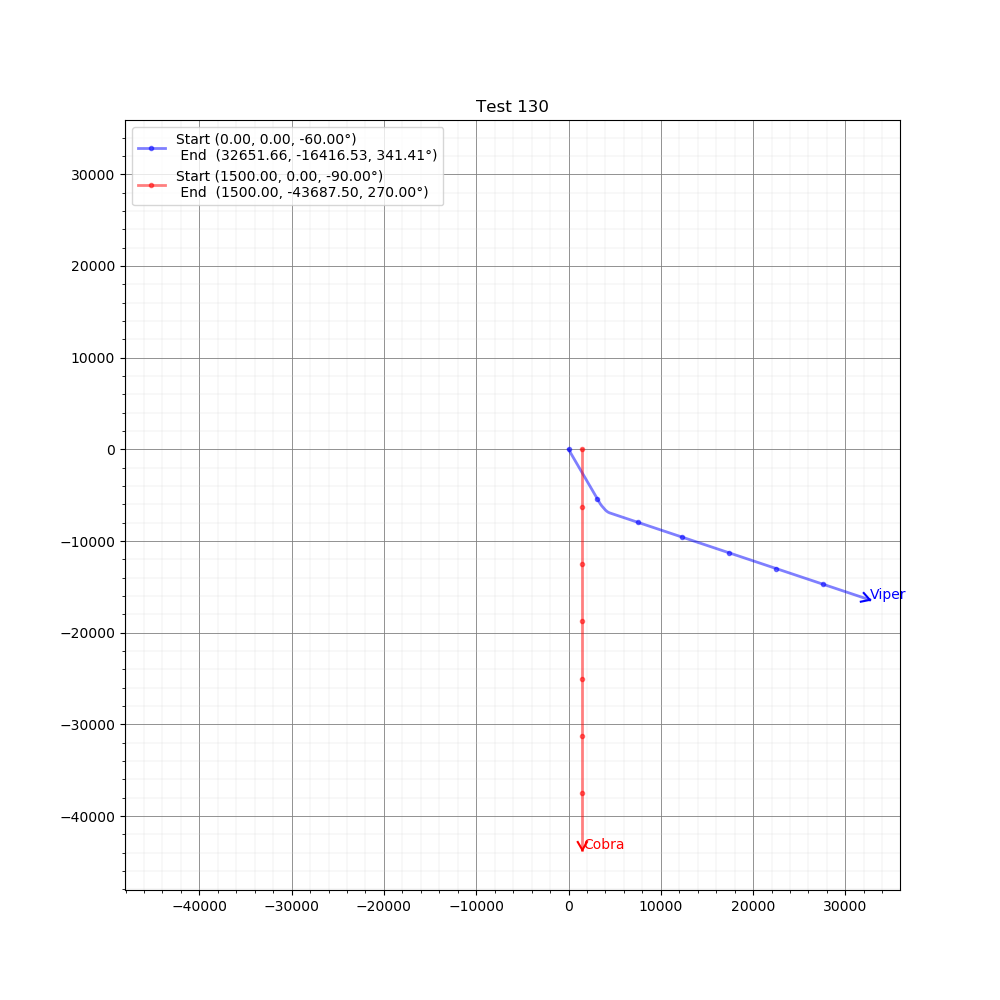 Test 130
Start (0.00, 0.00, -60.00°)
End (32651.66, -16416.53, 341.41°)
Start (1500.00, 0.00, -90.00°)
End (1500.00, -43687.50, 270.00°)
30000
20000
10000
0
−10000
−20000
−30000
−40000
Viper
Cobra
−40000 −30000 −20000 −10000 0 10000 20000 30000